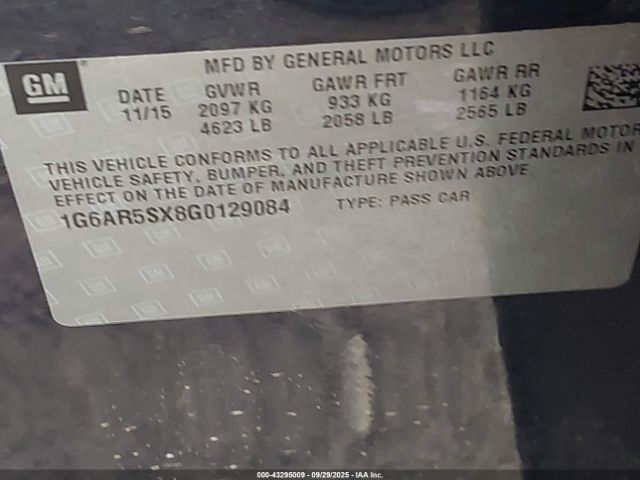 GM®
MFD BY GENERAL MOTORS LLC
DATE GVWR GAWR FRT GAWR RR
11/15 2097 KG 933 KG 1164 KG
4623 LB 2058 LB 2565 LB
THIS VEHICLE CONFORMS TO ALL APPLICABLE U.S. FEDERAL MOTOR
VEHICLE SAFETY, BUMPER, AND THEFT PREVENTION STANDARDS IN
EFFECT ON THE DATE OF MANUFACTURE SHOWN ABOVE.
1G6AR5SX8G0129084 TYPE: PASS CAR
000-43295009 - 09/29/2025 - IAA Inc.